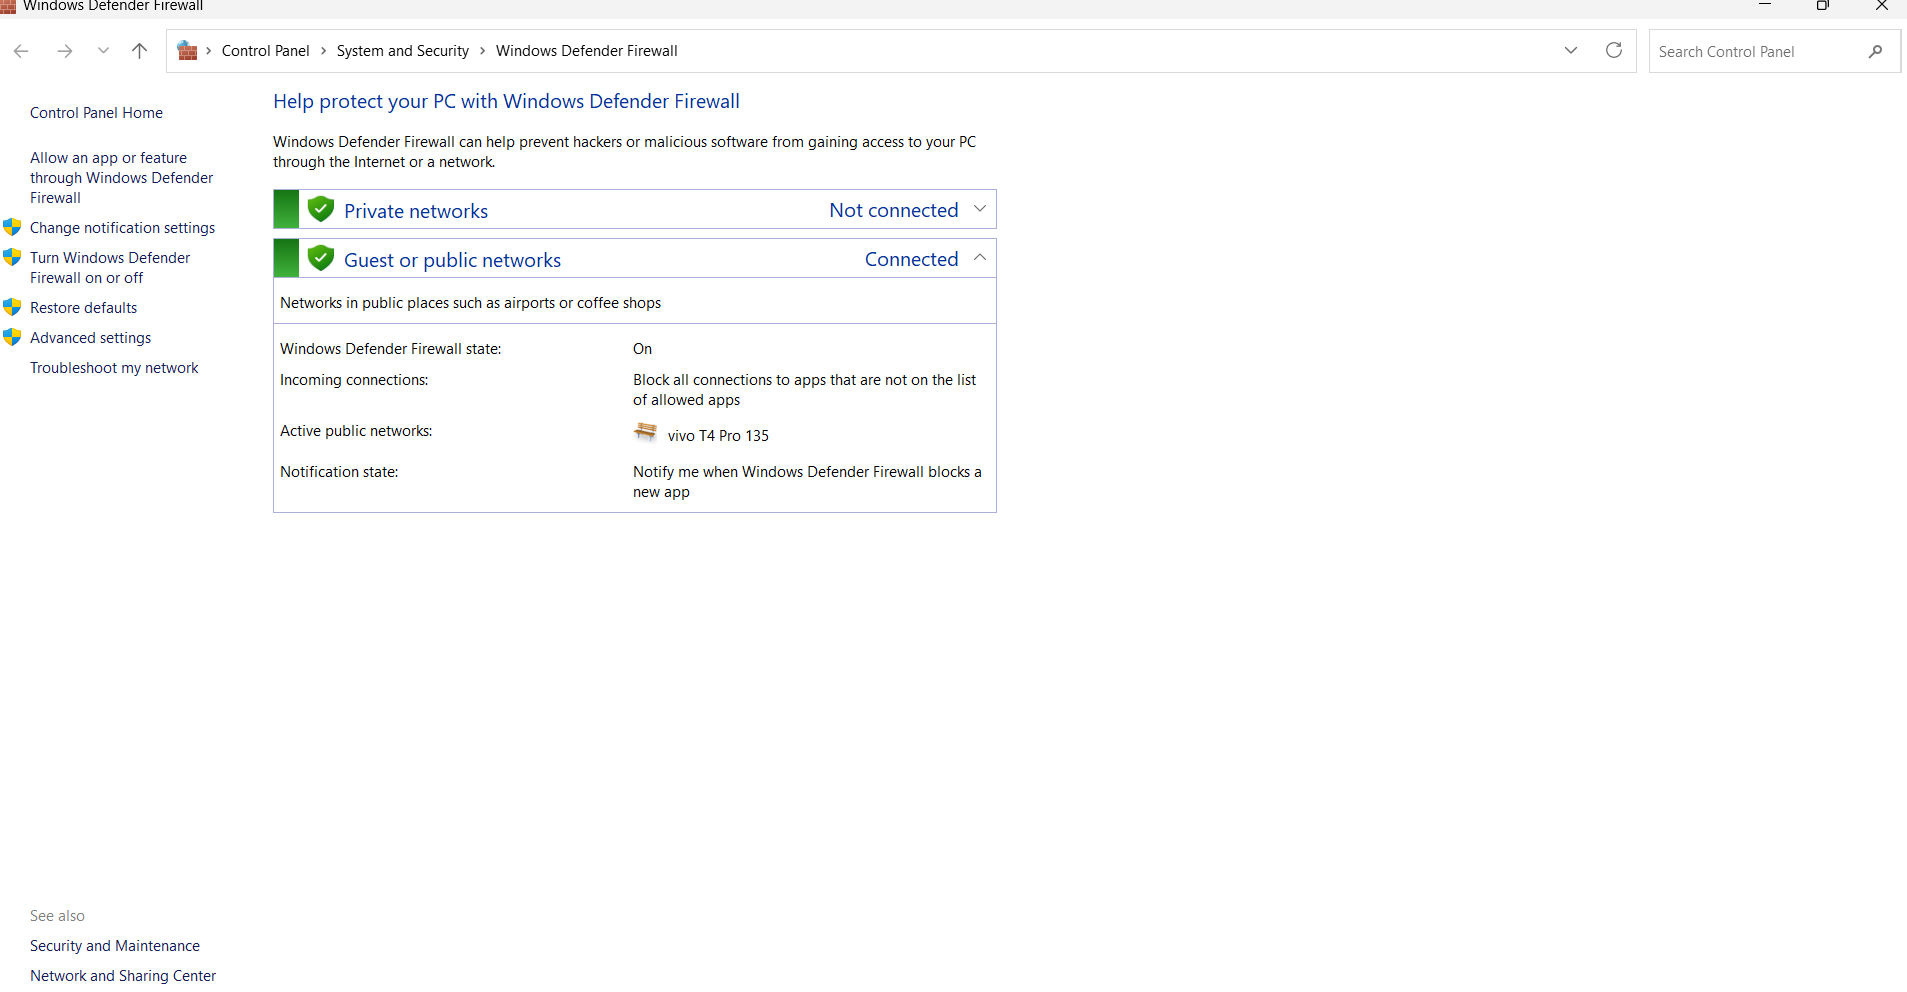 Windows Defender Firewall
Control Panel > System and Security > Windows Defender Firewall
Search Control Panel
Control Panel Home
Allow an app or feature
through Windows Defender
Firewall
Change notification settings
Turn Windows Defender
Firewall on or off
Restore defaults
Advanced settings
Troubleshoot my network
Help protect your PC with Windows Defender Firewall
Windows Defender Firewall can help prevent hackers or malicious software from gaining access to your PC
through the Internet or a network.
Private networks Not connected
Guest or public networks Connected
Networks in public places such as airports or coffee shops
Windows Defender Firewall state: On
Incoming connections: Block all connections to apps that are not on the list
of allowed apps
Active public networks: vivo T4 Pro 135
Notification state: Notify me when Windows Defender Firewall blocks a
new app
See also
Security and Maintenance
Network and Sharing Center